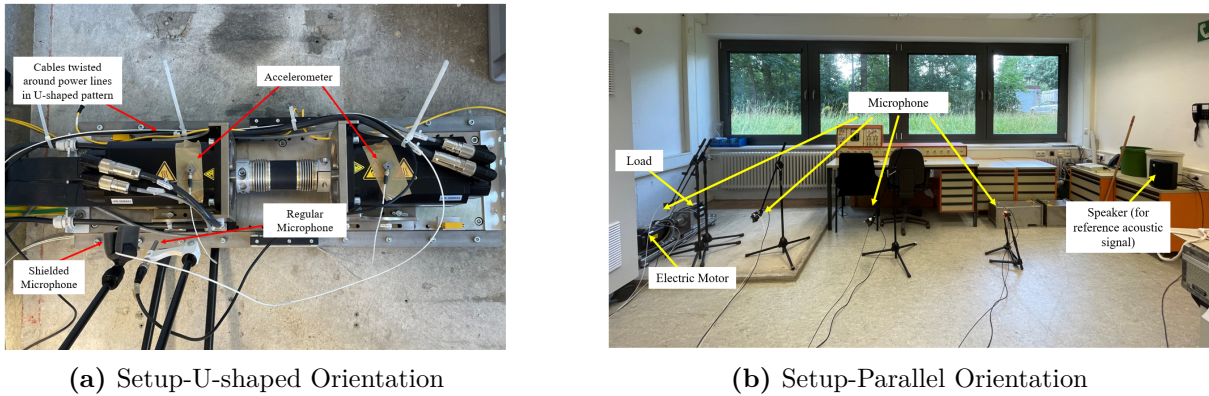 Cables twisted
around power lines
in U-shaped pattern
Accelerometer
Regular
Microphone
Shielded
Microphone
(a) Setup-U-shaped Orientation
Microphone
Load
Speaker (for
reference acoustic
signal)
Electric Motor
(b) Setup-Parallel Orientation